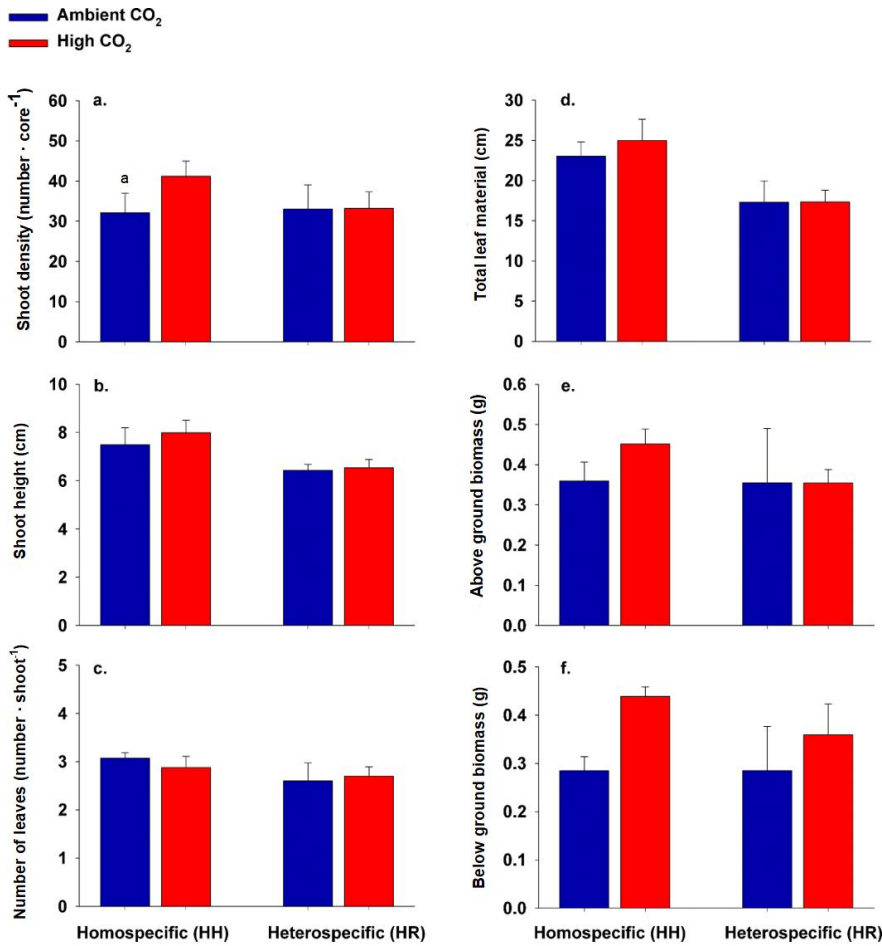 Ambient CO₂
High CO₂
a.
Shoot density (number · core⁻¹)
60
50
40
30
20
10
0
a
b.
Shoot height (cm)
10
8
6
4
2
0
c.
Number of leaves (number · shoot⁻¹)
5
4
3
2
1
0
Homospecific (HH)
Heterospecific (HR)
d.
Total leaf material (cm)
30
25
20
15
10
5
0
e.
Above ground biomass (g)
0.6
0.5
0.4
0.3
0.2
0.1
0.0
f.
Below ground biomass (g)
0.5
0.4
0.3
0.2
0.1
0.0
Homospecific (HH)
Heterospecific (HR)